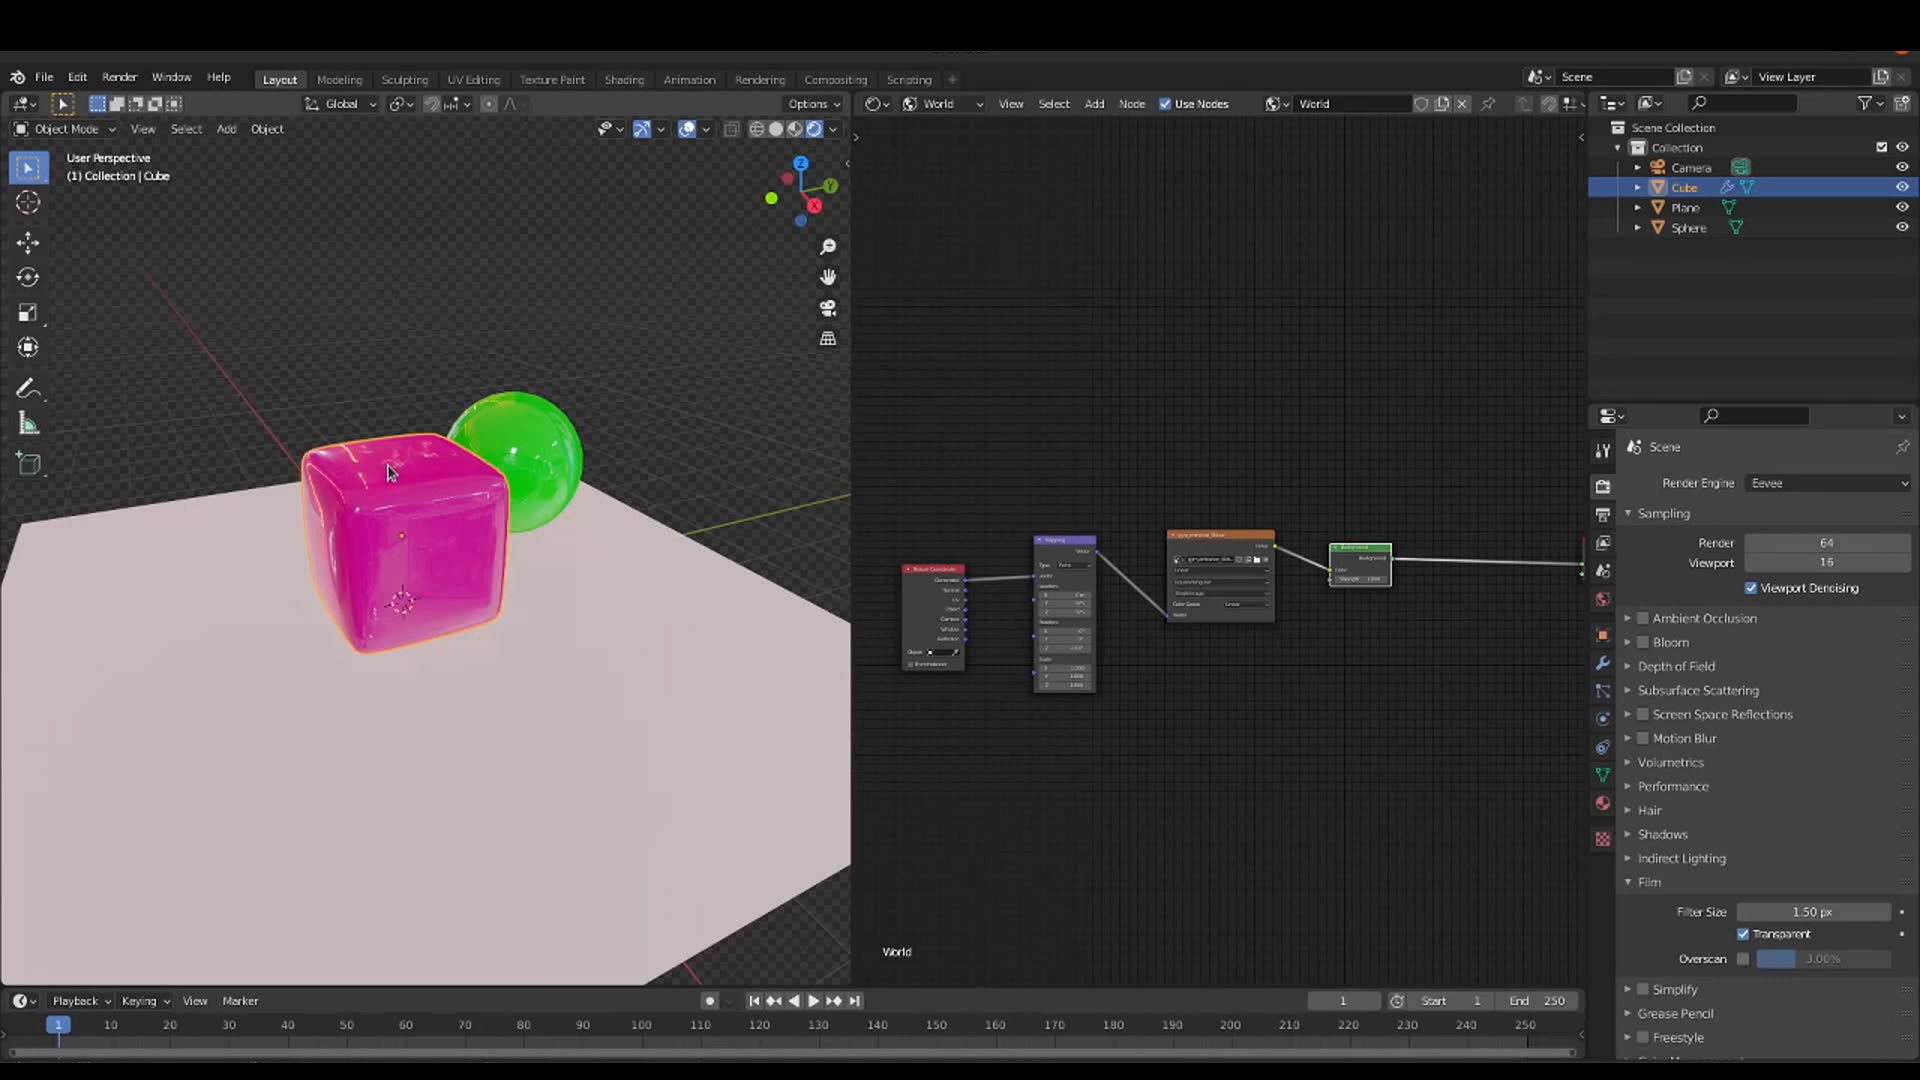 File Edit Render Window Help Layout Modeling Sculpting UV Editing Texture Paint Shading Animation Rendering Compositing Scripting + Scene View Layer
Global Options World View Select Add Node Use Nodes World
Object Mode View Select Add Object
User Perspective
(1) Collection | Cube
Z
Y
X
Scene Collection
Collection
Camera
Cube
Plane
Sphere
Texture Coordinate
Mapping
Background
World
Scene
Render Engine Eevee
Sampling
Render 64
Viewport 16
Viewport Denoising
Ambient Occlusion
Bloom
Depth of Field
Subsurface Scattering
Screen Space Reflections
Motion Blur
Volumetrics
Performance
Hair
Shadows
Indirect Lighting
Film
Filter Size 1.50 px
Transparent
Overscan 3.00%
Simplify
Grease Pencil
Freestyle
Playback Keying View Marker 1 Start 1 End 250
1 10 20 30 40 50 60 70 80 90 100 110 120 130 140 150 160 170 180 190 200 210 220 230 240 250